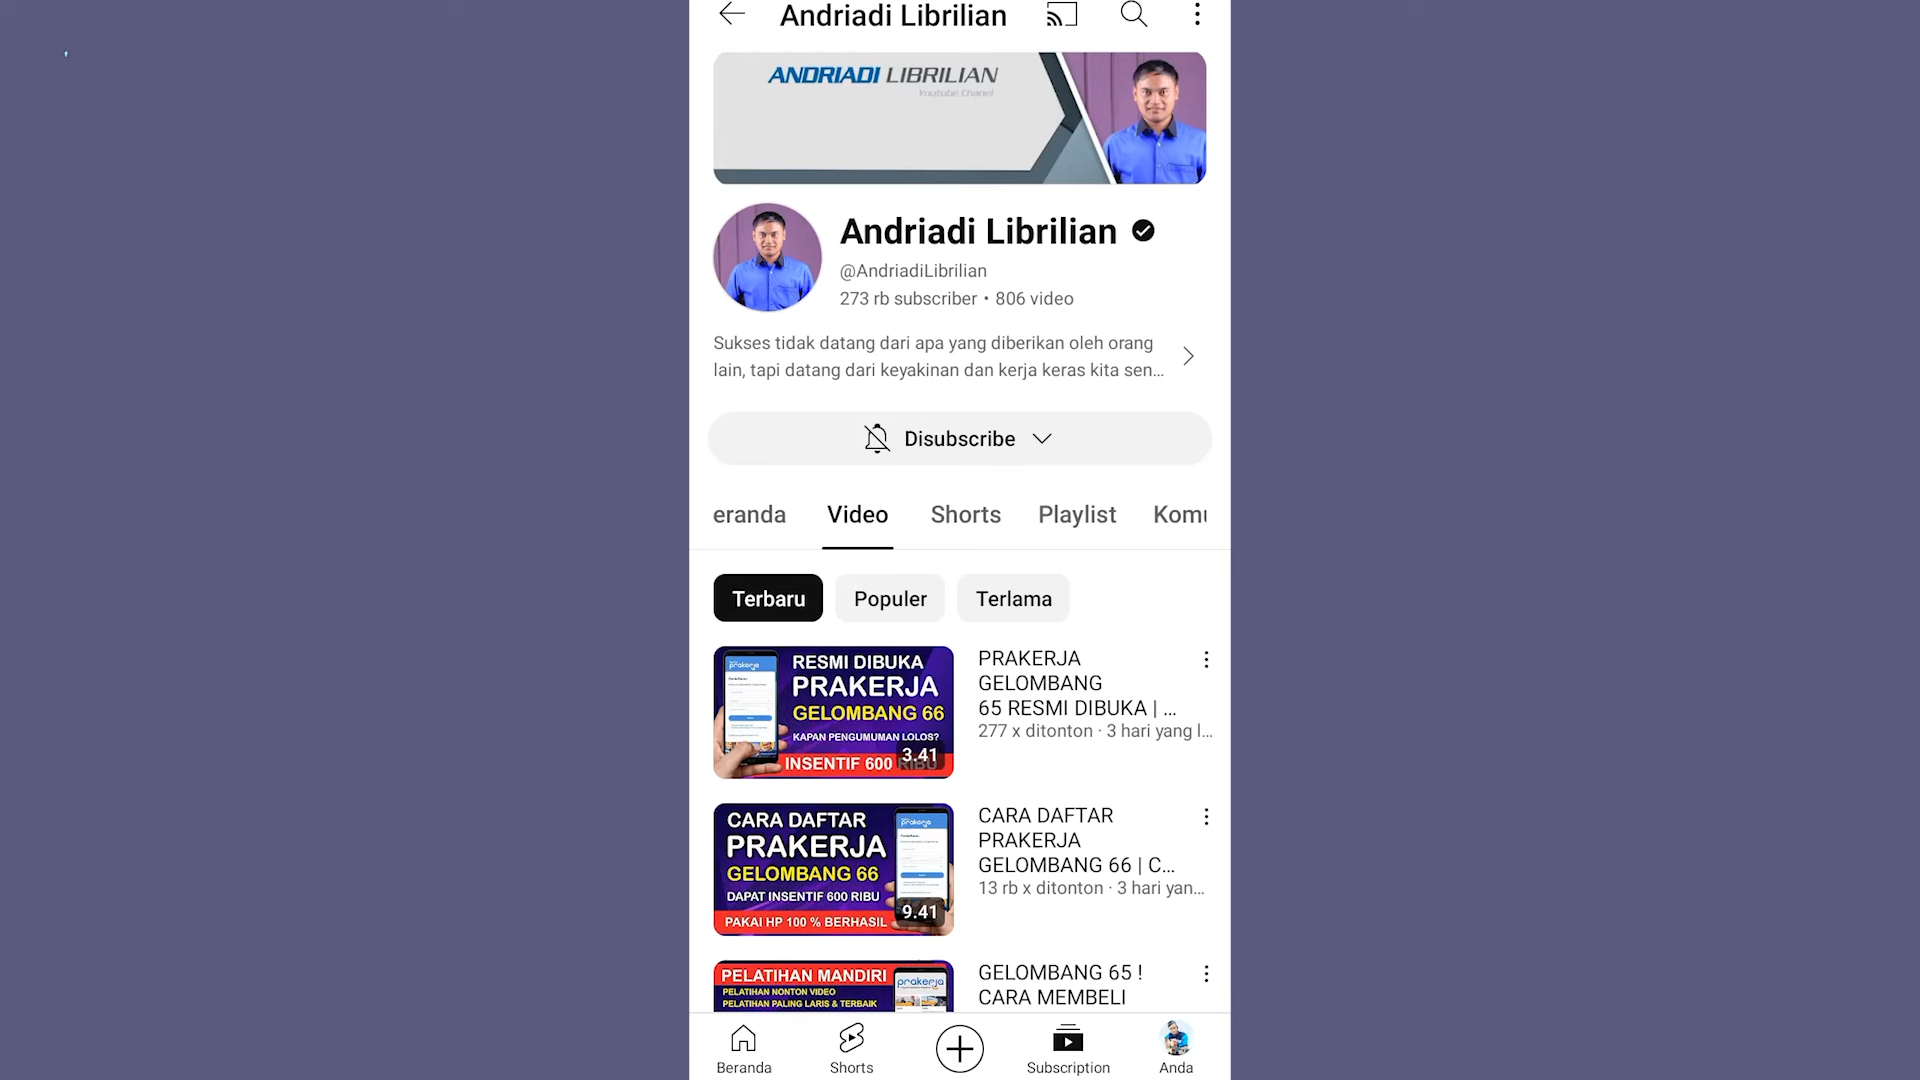 Andriadi Librilian
ANDRIADI LIBRILIAN
Youtube Chanel
Andriadi Librilian
@AndriadiLibrilian
273 rb subscriber • 806 video
Sukses tidak datang dari apa yang diberikan oleh orang
lain, tapi datang dari keyakinan dan kerja keras kita sen...
Disubscribe
eranda Video Shorts Playlist Komu
Terbaru Populer Terlama
prakerja
RESMI DIBUKA
PRAKERJA
GELOMBANG 66
KAPAN PENGUMUMAN LOLOS?
INSENTIF 600 RIBU
3.41
PRAKERJA
GELOMBANG
65 RESMI DIBUKA | ...
277 x ditonton · 3 hari yang l...
CARA DAFTAR
PRAKERJA
GELOMBANG 66
DAPAT INSENTIF 600 RIBU
PAKAI HP 100 % BERHASIL
prakerja
9.41
CARA DAFTAR
PRAKERJA
GELOMBANG 66 | C...
13 rb x ditonton · 3 hari yan...
PELATIHAN MANDIRI
PELATIHAN NONTON VIDEO
PELATIHAN PALING LARIS & TERBAIK
prakerja
GELOMBANG 65 !
CARA MEMBELI
Beranda Shorts Subscription Anda